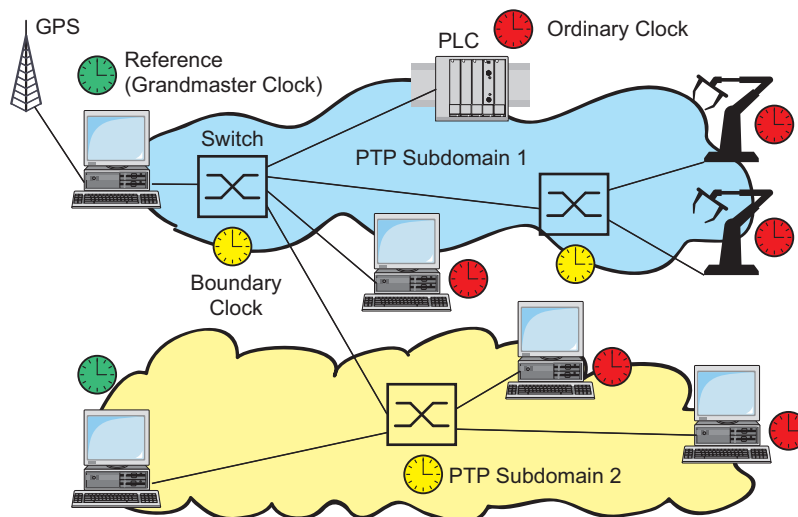 GPS
Reference
(Grandmaster Clock)
PLC
Ordinary Clock
Switch
PTP Subdomain 1
Boundary
Clock
PTP Subdomain 2